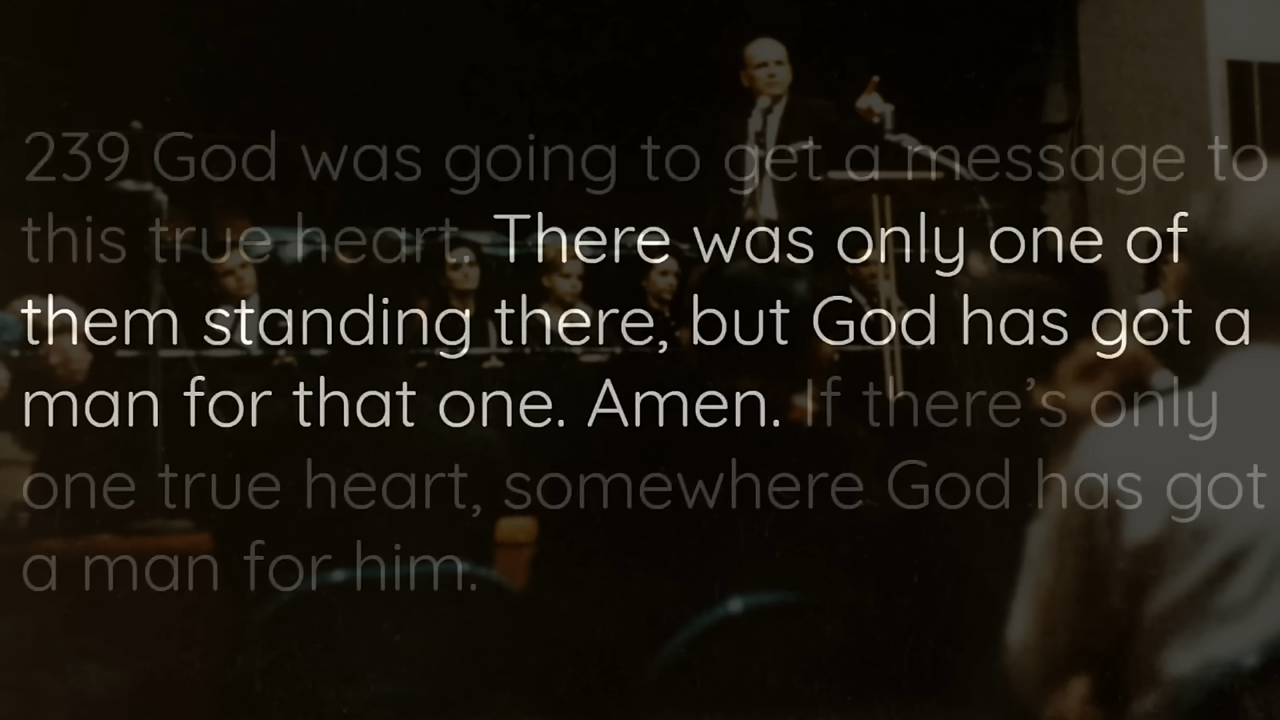 239 God was going to get a message to
this true heart. There was only one of
them standing there, but God has got a
man for that one. Amen. If there’s only
one true heart, somewhere God has got
a man for him.